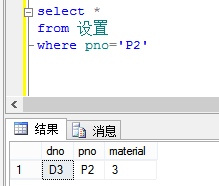 select *
from 设置
where pno='P2'
结果 消息
dno pno material
1 D3 P2 3